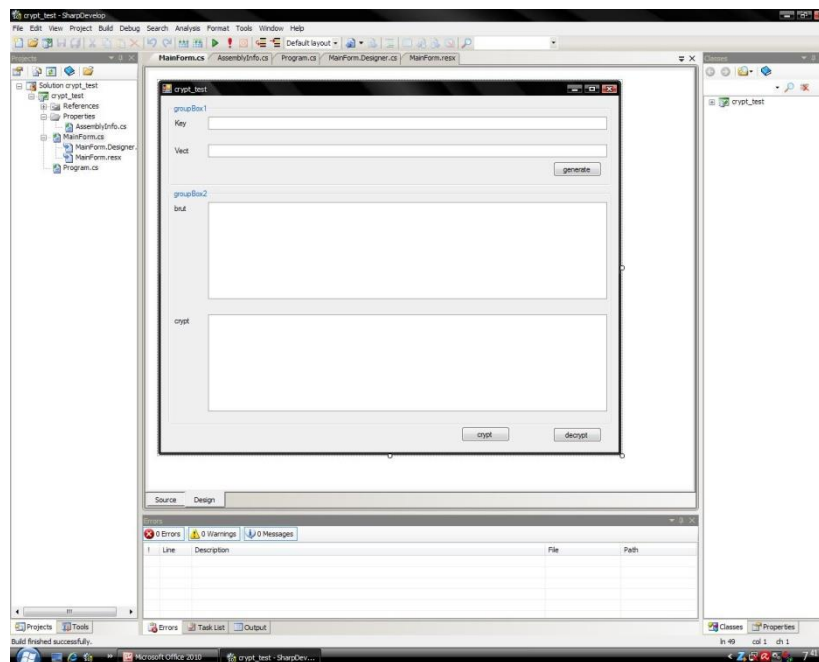 crypt_test - SharpDevelop
File Edit View Project Build Debug Search Analysis Format Tools Window Help
Default layout
Projects
MainForm.cs AssemblyInfo.cs Program.cs MainForm.Designer.cs MainForm.resx
Classes
Solution crypt_test
crypt_test
References
Properties
AssemblyInfo.cs
MainForm.cs
MainForm.Designer.
MainForm.resx
Program.cs
crypt_test
groupBox1
Key
Vect
generate
groupBox2
brut
crypt
crypt decrypt
crypt_test
Source Design
Errors
0 Errors 0 Warnings 0 Messages
! Line Description File Path
Projects Tools
Errors Task List Output
Classes Properties
Build finished successfully.
ln 49 col 1 ch 1
Microsoft Office 2010
crypt_test - SharpDev...
7 41